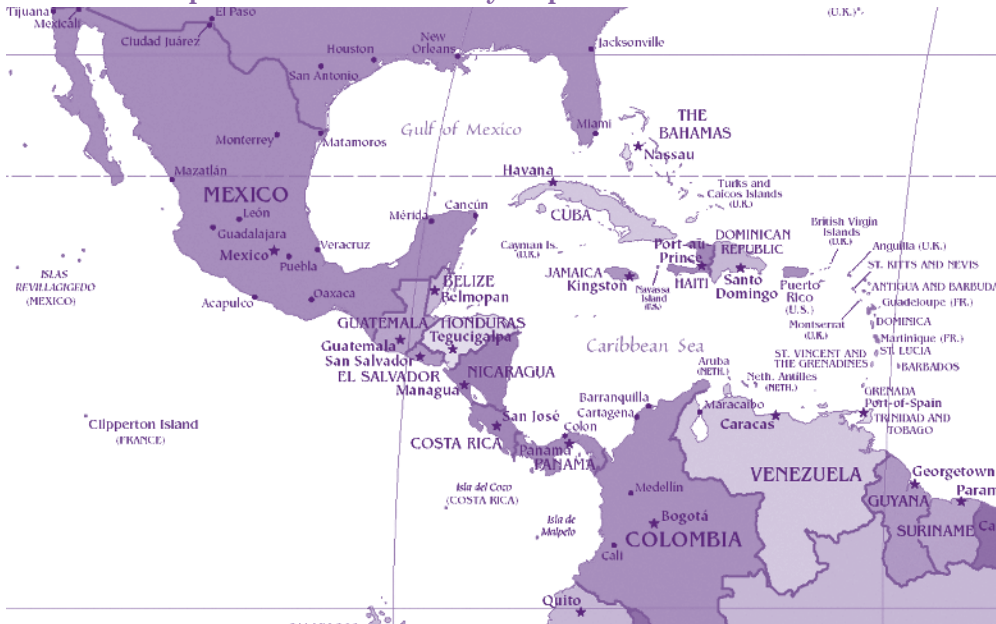 Tijuana
Mexicali
El Paso
Ciudad Juárez
(U.K.)
New
Orleans
Houston
San Antonio
Jacksonville
Monterrey
Matamoros
Gulf of Mexico
Miami
THE
BAHAMAS
Nassau
Mazatlán
Havana
MEXICO
CUBA
Turks and
Caicos Islands
(U.K.)
León
Guadalajara
Mérida
Cancún
Mexico
Puebla
Veracruz
Cayman Is.
(U.K.)
Port-au-
Prince
DOMINICAN
REPUBLIC
British Virgin
Islands
(U.K.)
Anguilla (U.K.)
ST. KITTS AND NEVIS
ISLAS
REVILLAGIGEDO
(MEXICO)
Acapulco
Oaxaca
BELIZE
Belmopan
JAMAICA
Kingston
Navassa
Island
(U.S.)
HAITI
Santo
Domingo
Puerto
Rico
(U.S.)
ANTIGUA AND BARBUDA
Guadeloupe (FR.)
Montserrat
(U.K.)
DOMINICA
GUATEMALA
HONDURAS
Tegucigalpa
Guatemala
San Salvador
EL SALVADOR
Caribbean Sea
Martinique (FR.)
ST. LUCIA
ST. VINCENT AND
THE GRENADINES
BARBADOS
NICARAGUA
Managua
Aruba
(NETH.)
Neth. Antilles
(NETH.)
GRENADA
Port-of-Spain
TRINIDAD AND
TOBAGO
Barranquilla
Cartagena
Maracaibo
Caracas
Clipperton Island
(FRANCE)
San José
COSTA RICA
Colon
Panama
PANAMA
VENEZUELA
Georgetown
Param
Isla del Coco
(COSTA RICA)
Medellín
GUYANA
SURINAME
Isla de
Malpelo
Bogotá
COLOMBIA
Cali
Quito